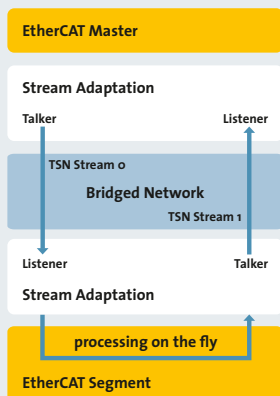 EtherCAT Master
Stream Adaptation
Talker Listener
TSN Stream 0
Bridged Network
TSN Stream 1
Listener Talker
Stream Adaptation
processing on the fly
EtherCAT Segment